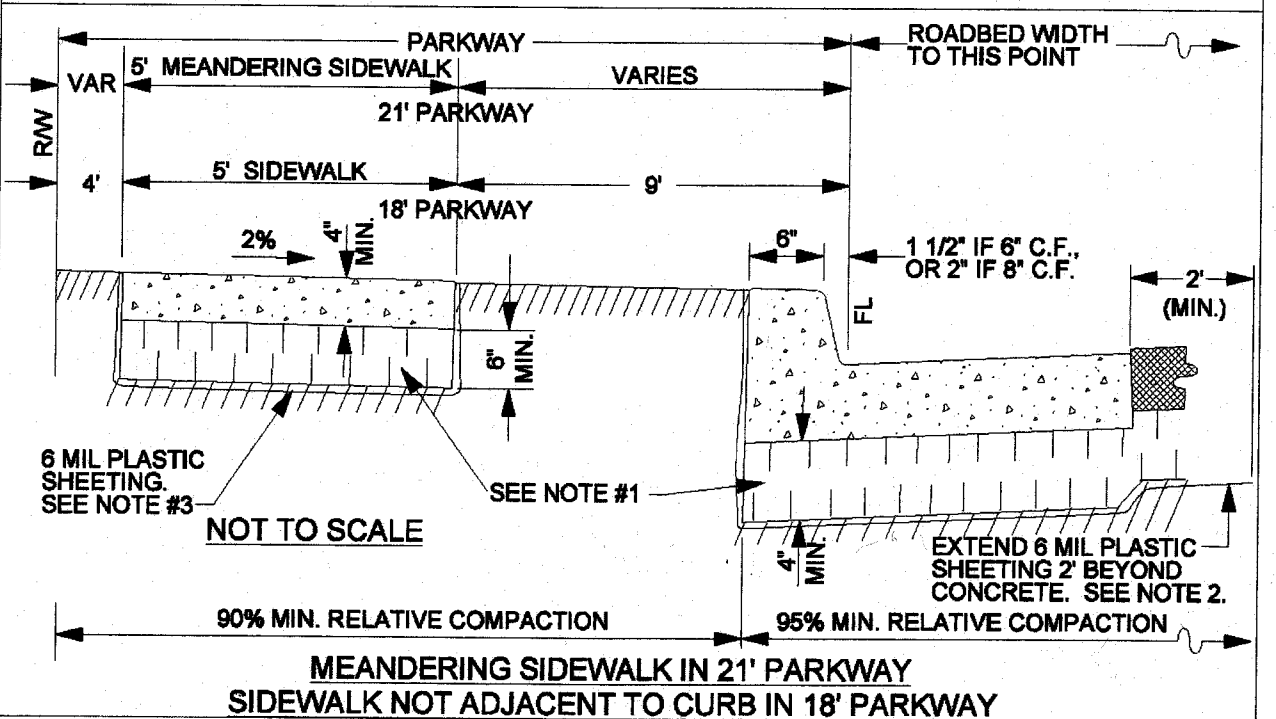 PARKWAY
ROADBED WIDTH
TO THIS POINT
VAR
5' MEANDERING SIDEWALK
VARIES
21' PARKWAY
R/W
4'
5' SIDEWALK
9'
18' PARKWAY
2%
4"
MIN.
6"
1 1/2" IF 6" C.F.,
OR 2" IF 8" C.F.
2'
(MIN.)
FL
6"
MIN.
6 MIL PLASTIC
SHEETING.
SEE NOTE #3
SEE NOTE #1
NOT TO SCALE
4"
MIN.
EXTEND 6 MIL PLASTIC
SHEETING 2' BEYOND
CONCRETE. SEE NOTE 2.
90% MIN. RELATIVE COMPACTION
95% MIN. RELATIVE COMPACTION
MEANDERING SIDEWALK IN 21' PARKWAY
SIDEWALK NOT ADJACENT TO CURB IN 18' PARKWAY